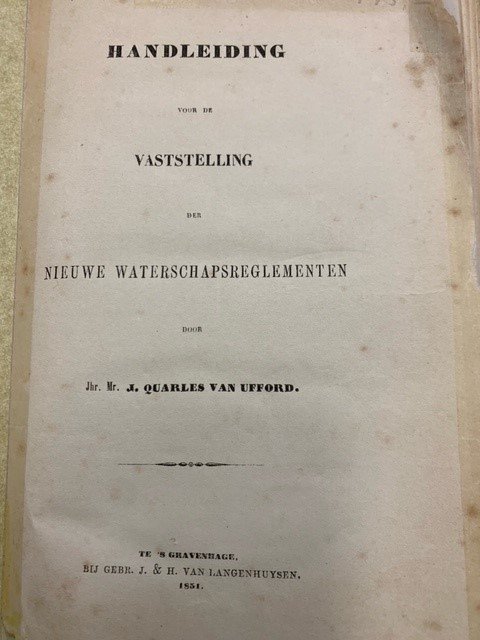 HANDLEIDING
VOOR DE
VASTSTELLING
DER
NIEUWE WATERSCHAPSREGLEMENTEN
DOOR
Jhr. Mr. J. QUARLES VAN UFFORD.
TE 'S GRAVENHAGE,
BIJ GEBR. J. & H. VAN LANGENHUYSEN.
1851.